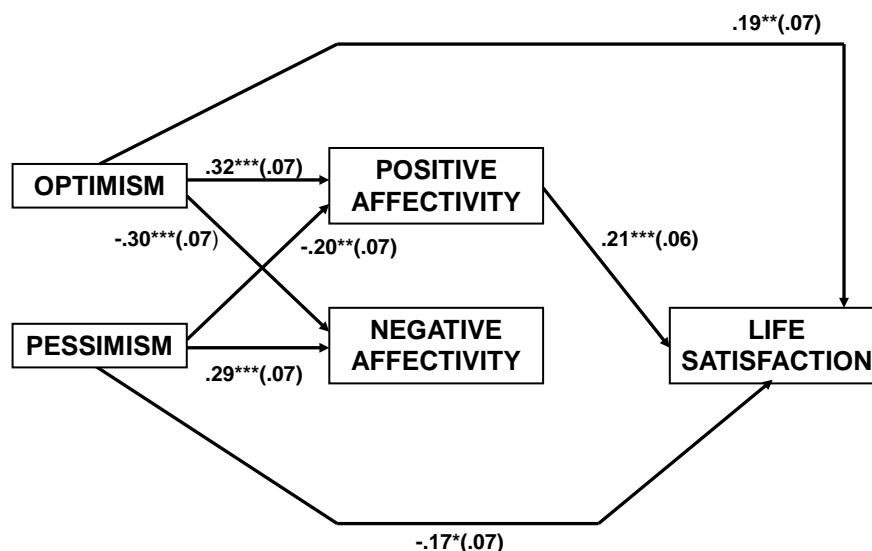 .19**(.07)
OPTIMISM
.32***(.07)
POSITIVE
AFFECTIVITY
-.30***(.07)
-.20**(.07)
.21***(.06)
PESSIMISM
.29***(.07)
NEGATIVE
AFFECTIVITY
LIFE
SATISFACTION
-.17*(.07)